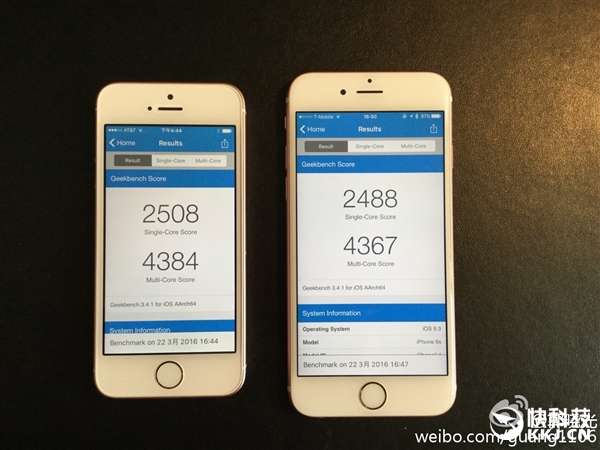 AT&T 下午4:44
Home Results
Result Single-Core Multi-Core
Geekbench Score
2508
Single-Core Score
4384
Multi-Core Score
Geekbench 3.4.1 for iOS AArch64
System Information
Benchmark on 22 3月 2016 16:44
T-Mobile 16:50 87%
Home Results
Result Single-Core Multi-Core
Geekbench Score
2488
Single-Core Score
4367
Multi-Core Score
Geekbench 3.4.1 for iOS AArch64
System Information
Operating System iOS 9.3
Model iPhone 6s
Benchmark on 22 3月 2016 16:47
快科技
KKJ.CN
weibo.com/guang1106